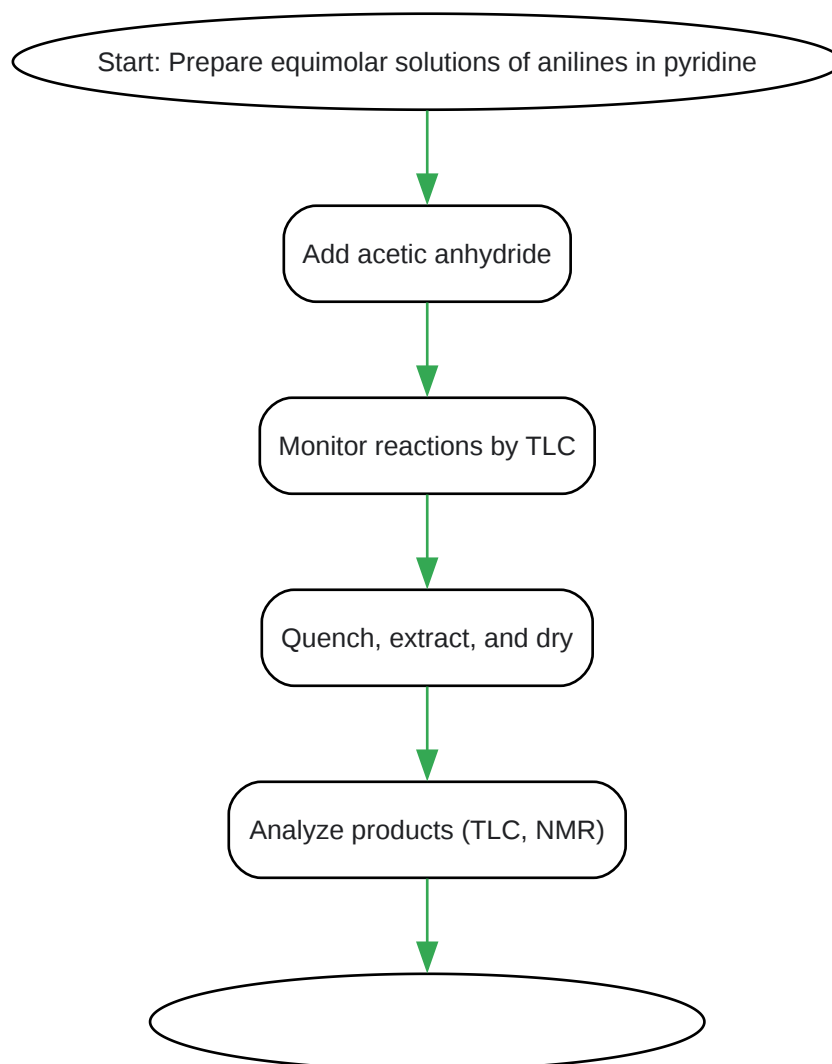 Start: Prepare equimolar solutions of anilines in pyridine
Add acetic anhydride
Monitor reactions by TLC
Quench, extract, and dry
Analyze products (TLC, NMR)